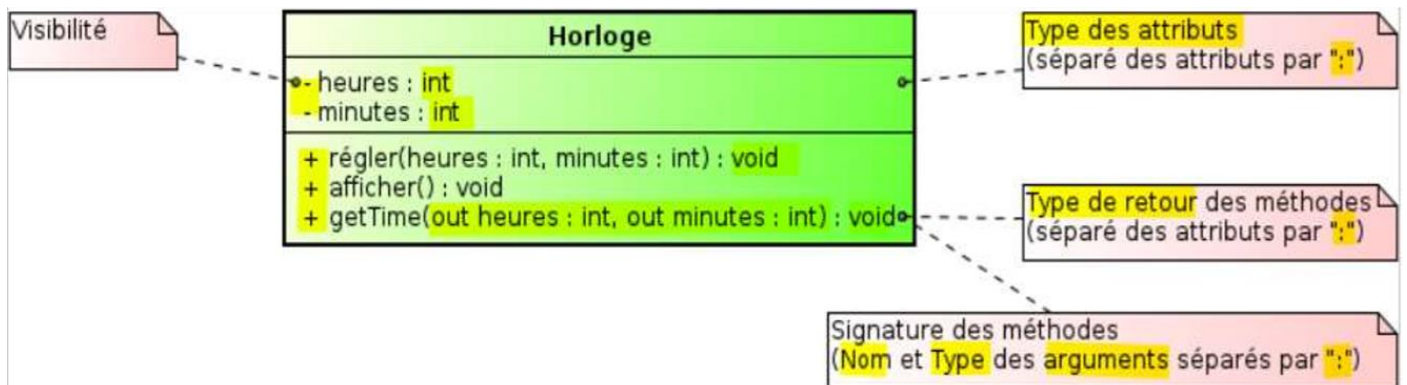 Visibilité
Horloge
- heures : int
- minutes : int
+ régler(heures : int, minutes : int) : void
+ afficher() : void
+ getTime(out heures : int, out minutes : int) : void
Type des attributs
(séparé des attributs par ":")
Type de retour des méthodes
(séparé des attributs par ":")
Signature des méthodes
(Nom et Type des arguments séparés par ":")